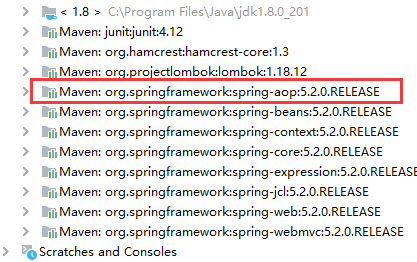 < 1.8 > C:\Program Files\Java\jdk1.8.0_201
Maven: junit:junit:4.12
Maven: org.hamcrest:hamcrest-core:1.3
Maven: org.projectlombok:lombok:1.18.12
Maven: org.springframework:spring-aop:5.2.0.RELEASE
Maven: org.springframework:spring-beans:5.2.0.RELEASE
Maven: org.springframework:spring-context:5.2.0.RELEASE
Maven: org.springframework:spring-core:5.2.0.RELEASE
Maven: org.springframework:spring-expression:5.2.0.RELEASE
Maven: org.springframework:spring-jcl:5.2.0.RELEASE
Maven: org.springframework:spring-web:5.2.0.RELEASE
Maven: org.springframework:spring-webmvc:5.2.0.RELEASE
Scratches and Consoles